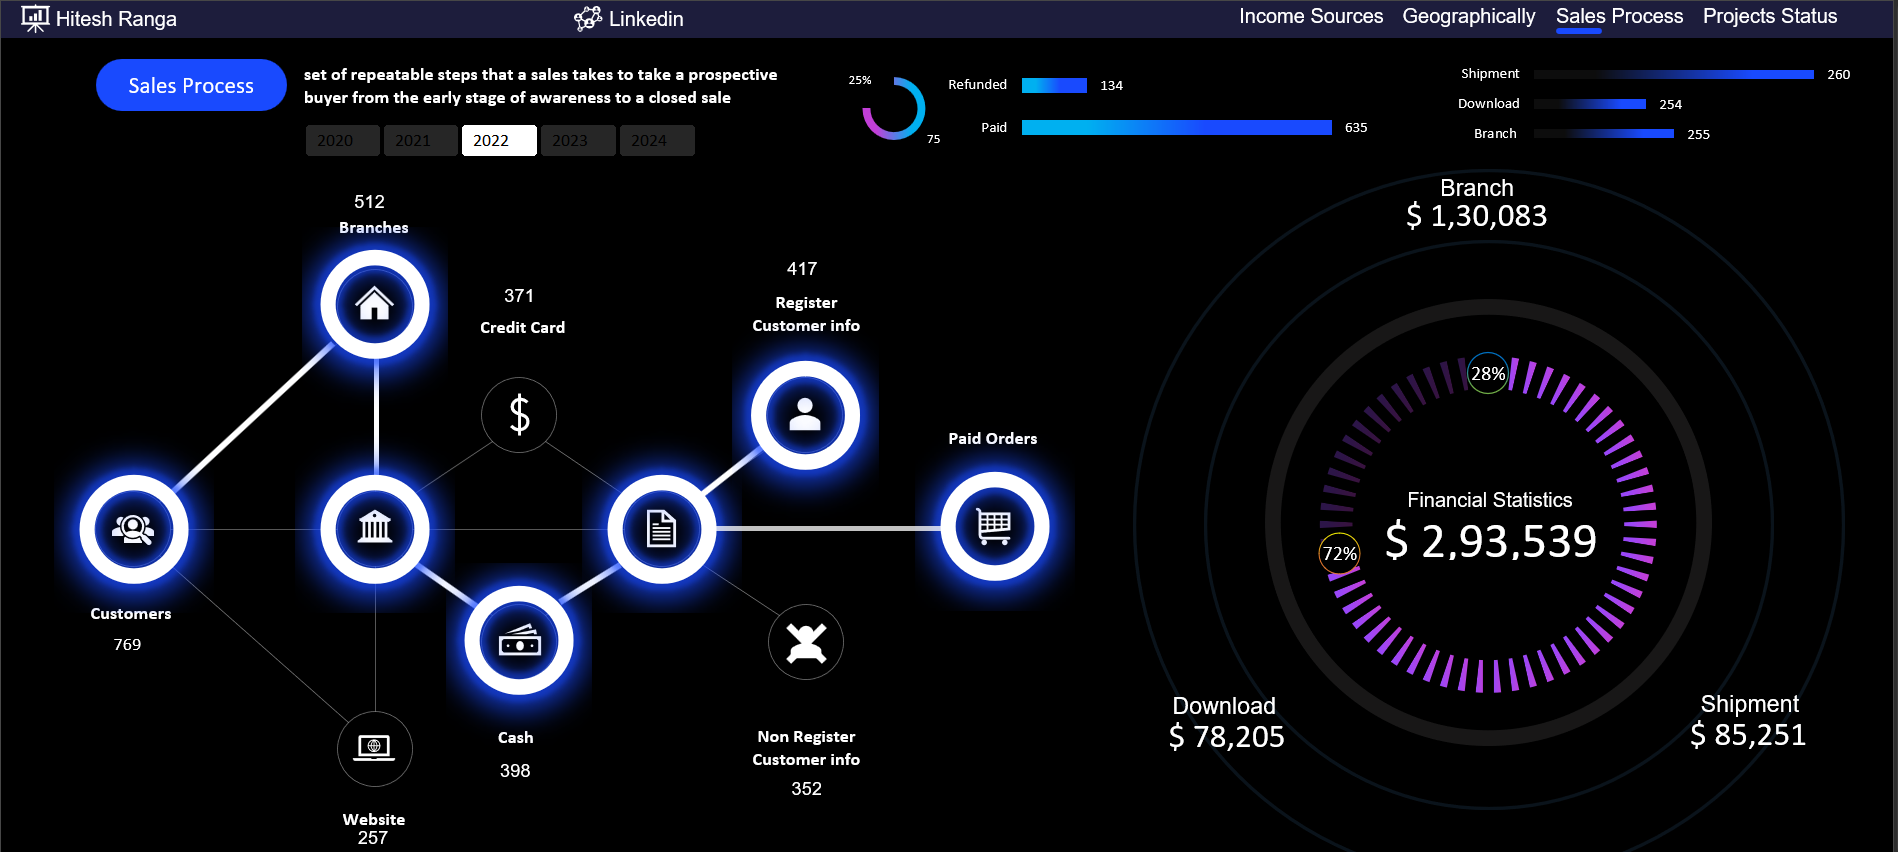 Hitesh Ranga
Linkedin
Income Sources
Geographically
Sales Process
Projects Status
Sales Process
set of repeatable steps that a sales takes to take a prospective
buyer from the early stage of awareness to a closed sale
2020
2021
2022
2023
2024
25%
75
Refunded
134
Paid
635
Shipment
260
Download
254
Branch
255
512
Branches
371
Credit Card
417
Register
Customer info
Paid Orders
Customers
769
Cash
398
Non Register
Customer info
352
Website
257
$
Branch
$ 1,30,083
28%
Financial Statistics
$ 2,93,539
72%
Download
$ 78,205
Shipment
$ 85,251